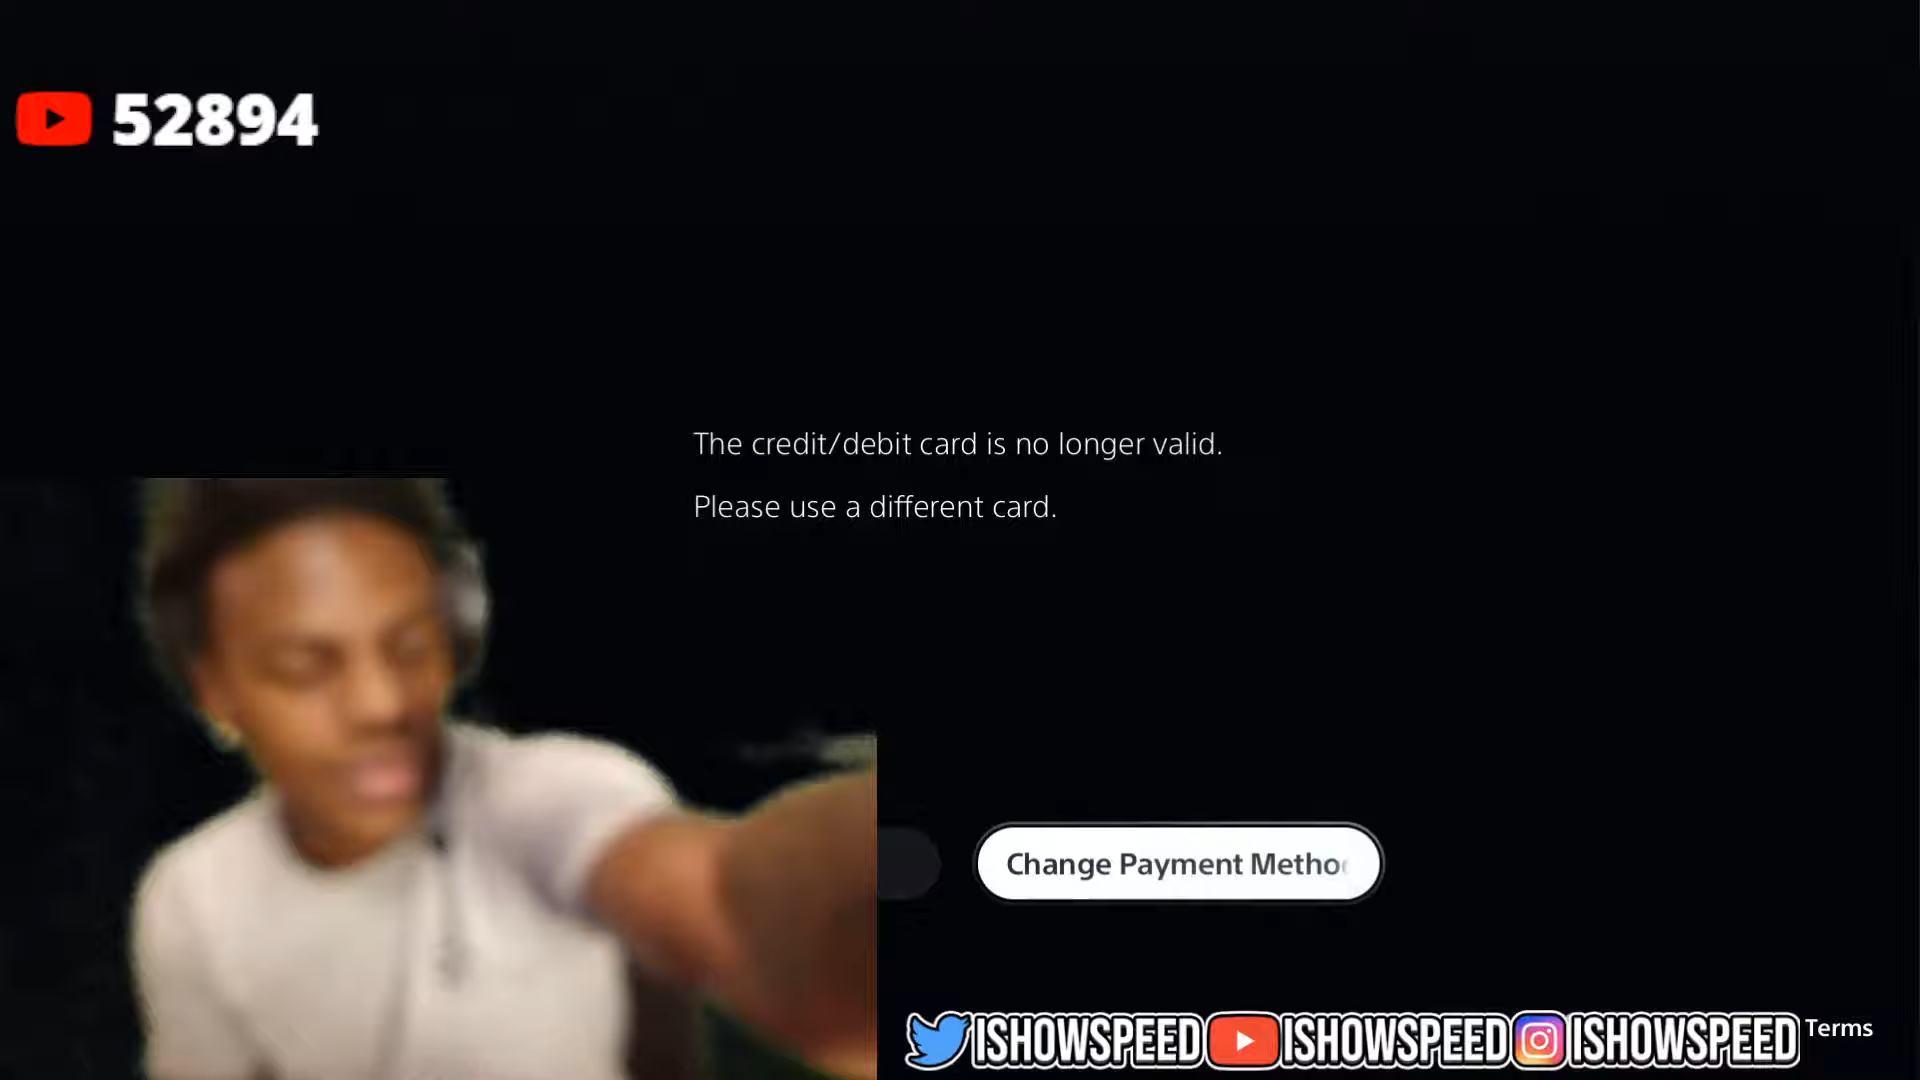 52894
The credit/debit card is no longer valid.
Please use a different card.
Change Payment Metho
ISHOWSPEED ISHOWSPEED ISHOWSPEED Terms